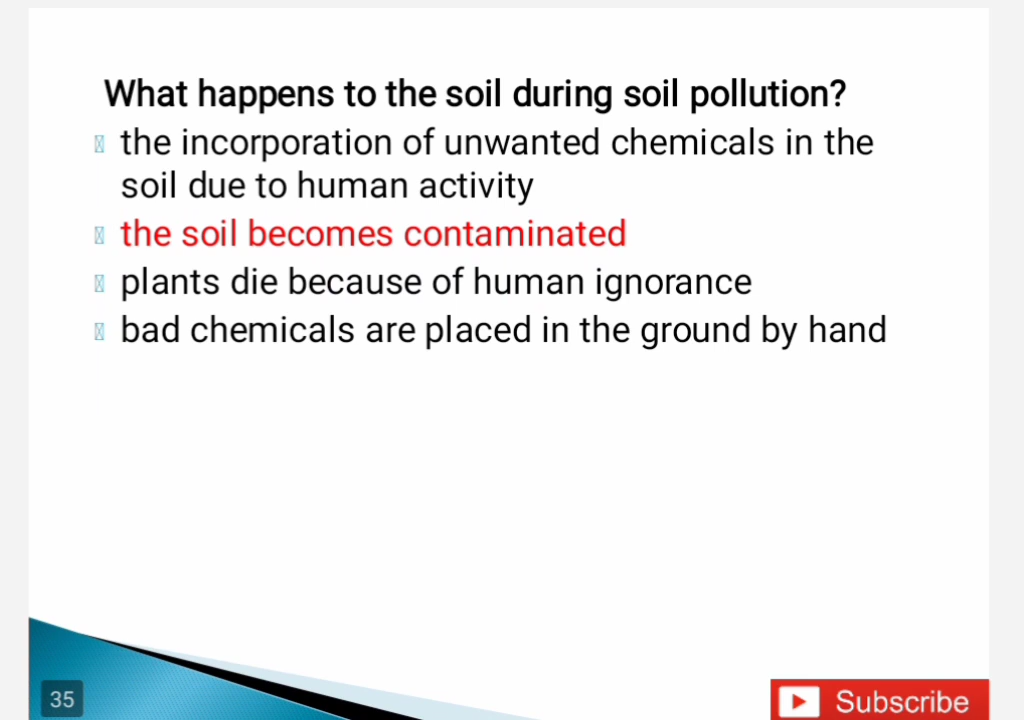 What happens to the soil during soil pollution?
the incorporation of unwanted chemicals in the
soil due to human activity
the soil becomes contaminated
plants die because of human ignorance
bad chemicals are placed in the ground by hand
35
Subscribe